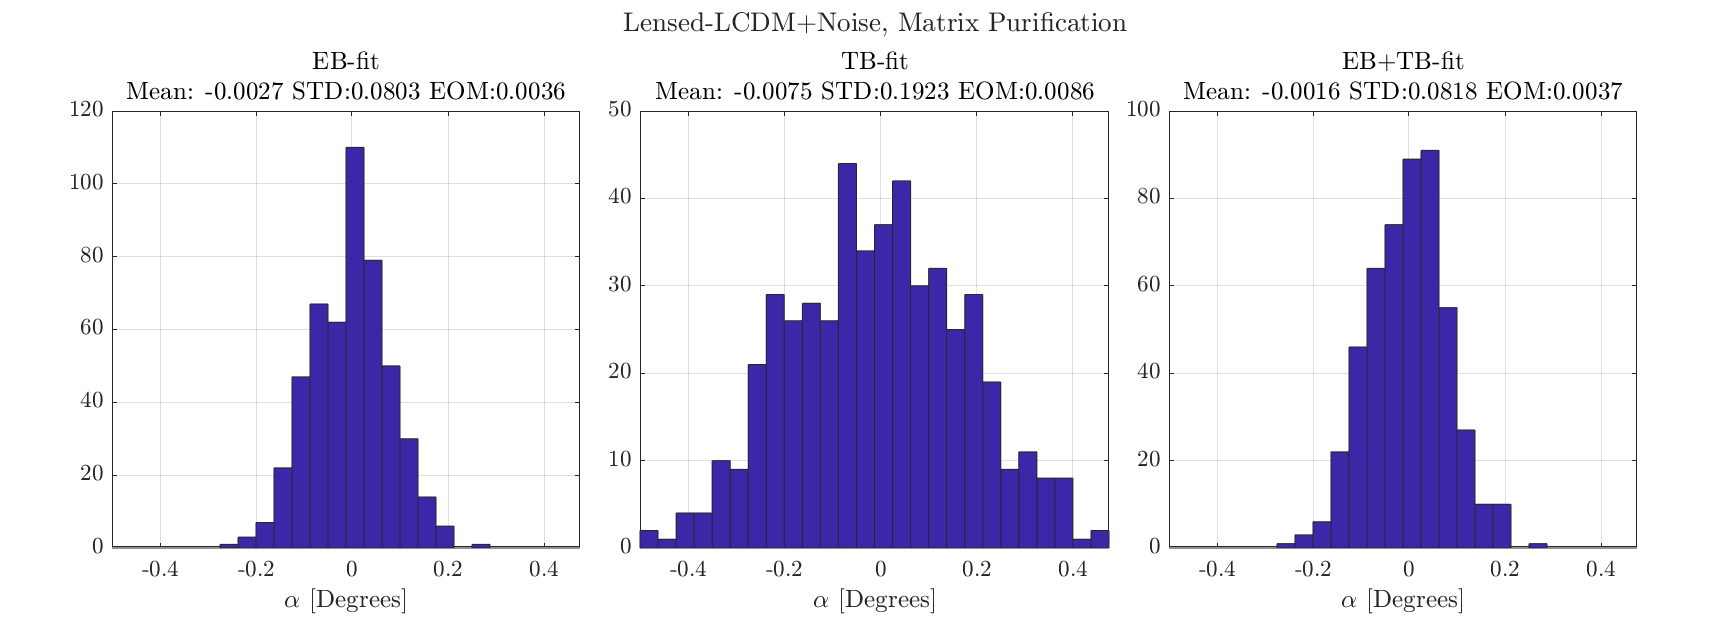 Lensed-LCDM+Noise, Matrix Purification
EB-fit
Mean: -0.0027 STD:0.0803 EOM:0.0036
120
100
80
60
40
20
0
-0.4 -0.2 0 0.2 0.4
α [Degrees]
TB-fit
Mean: -0.0075 STD:0.1923 EOM:0.0086
50
40
30
20
10
0
-0.4 -0.2 0 0.2 0.4
α [Degrees]
EB+TB-fit
Mean: -0.0016 STD:0.0818 EOM:0.0037
100
80
60
40
20
0
-0.4 -0.2 0 0.2 0.4
α [Degrees]